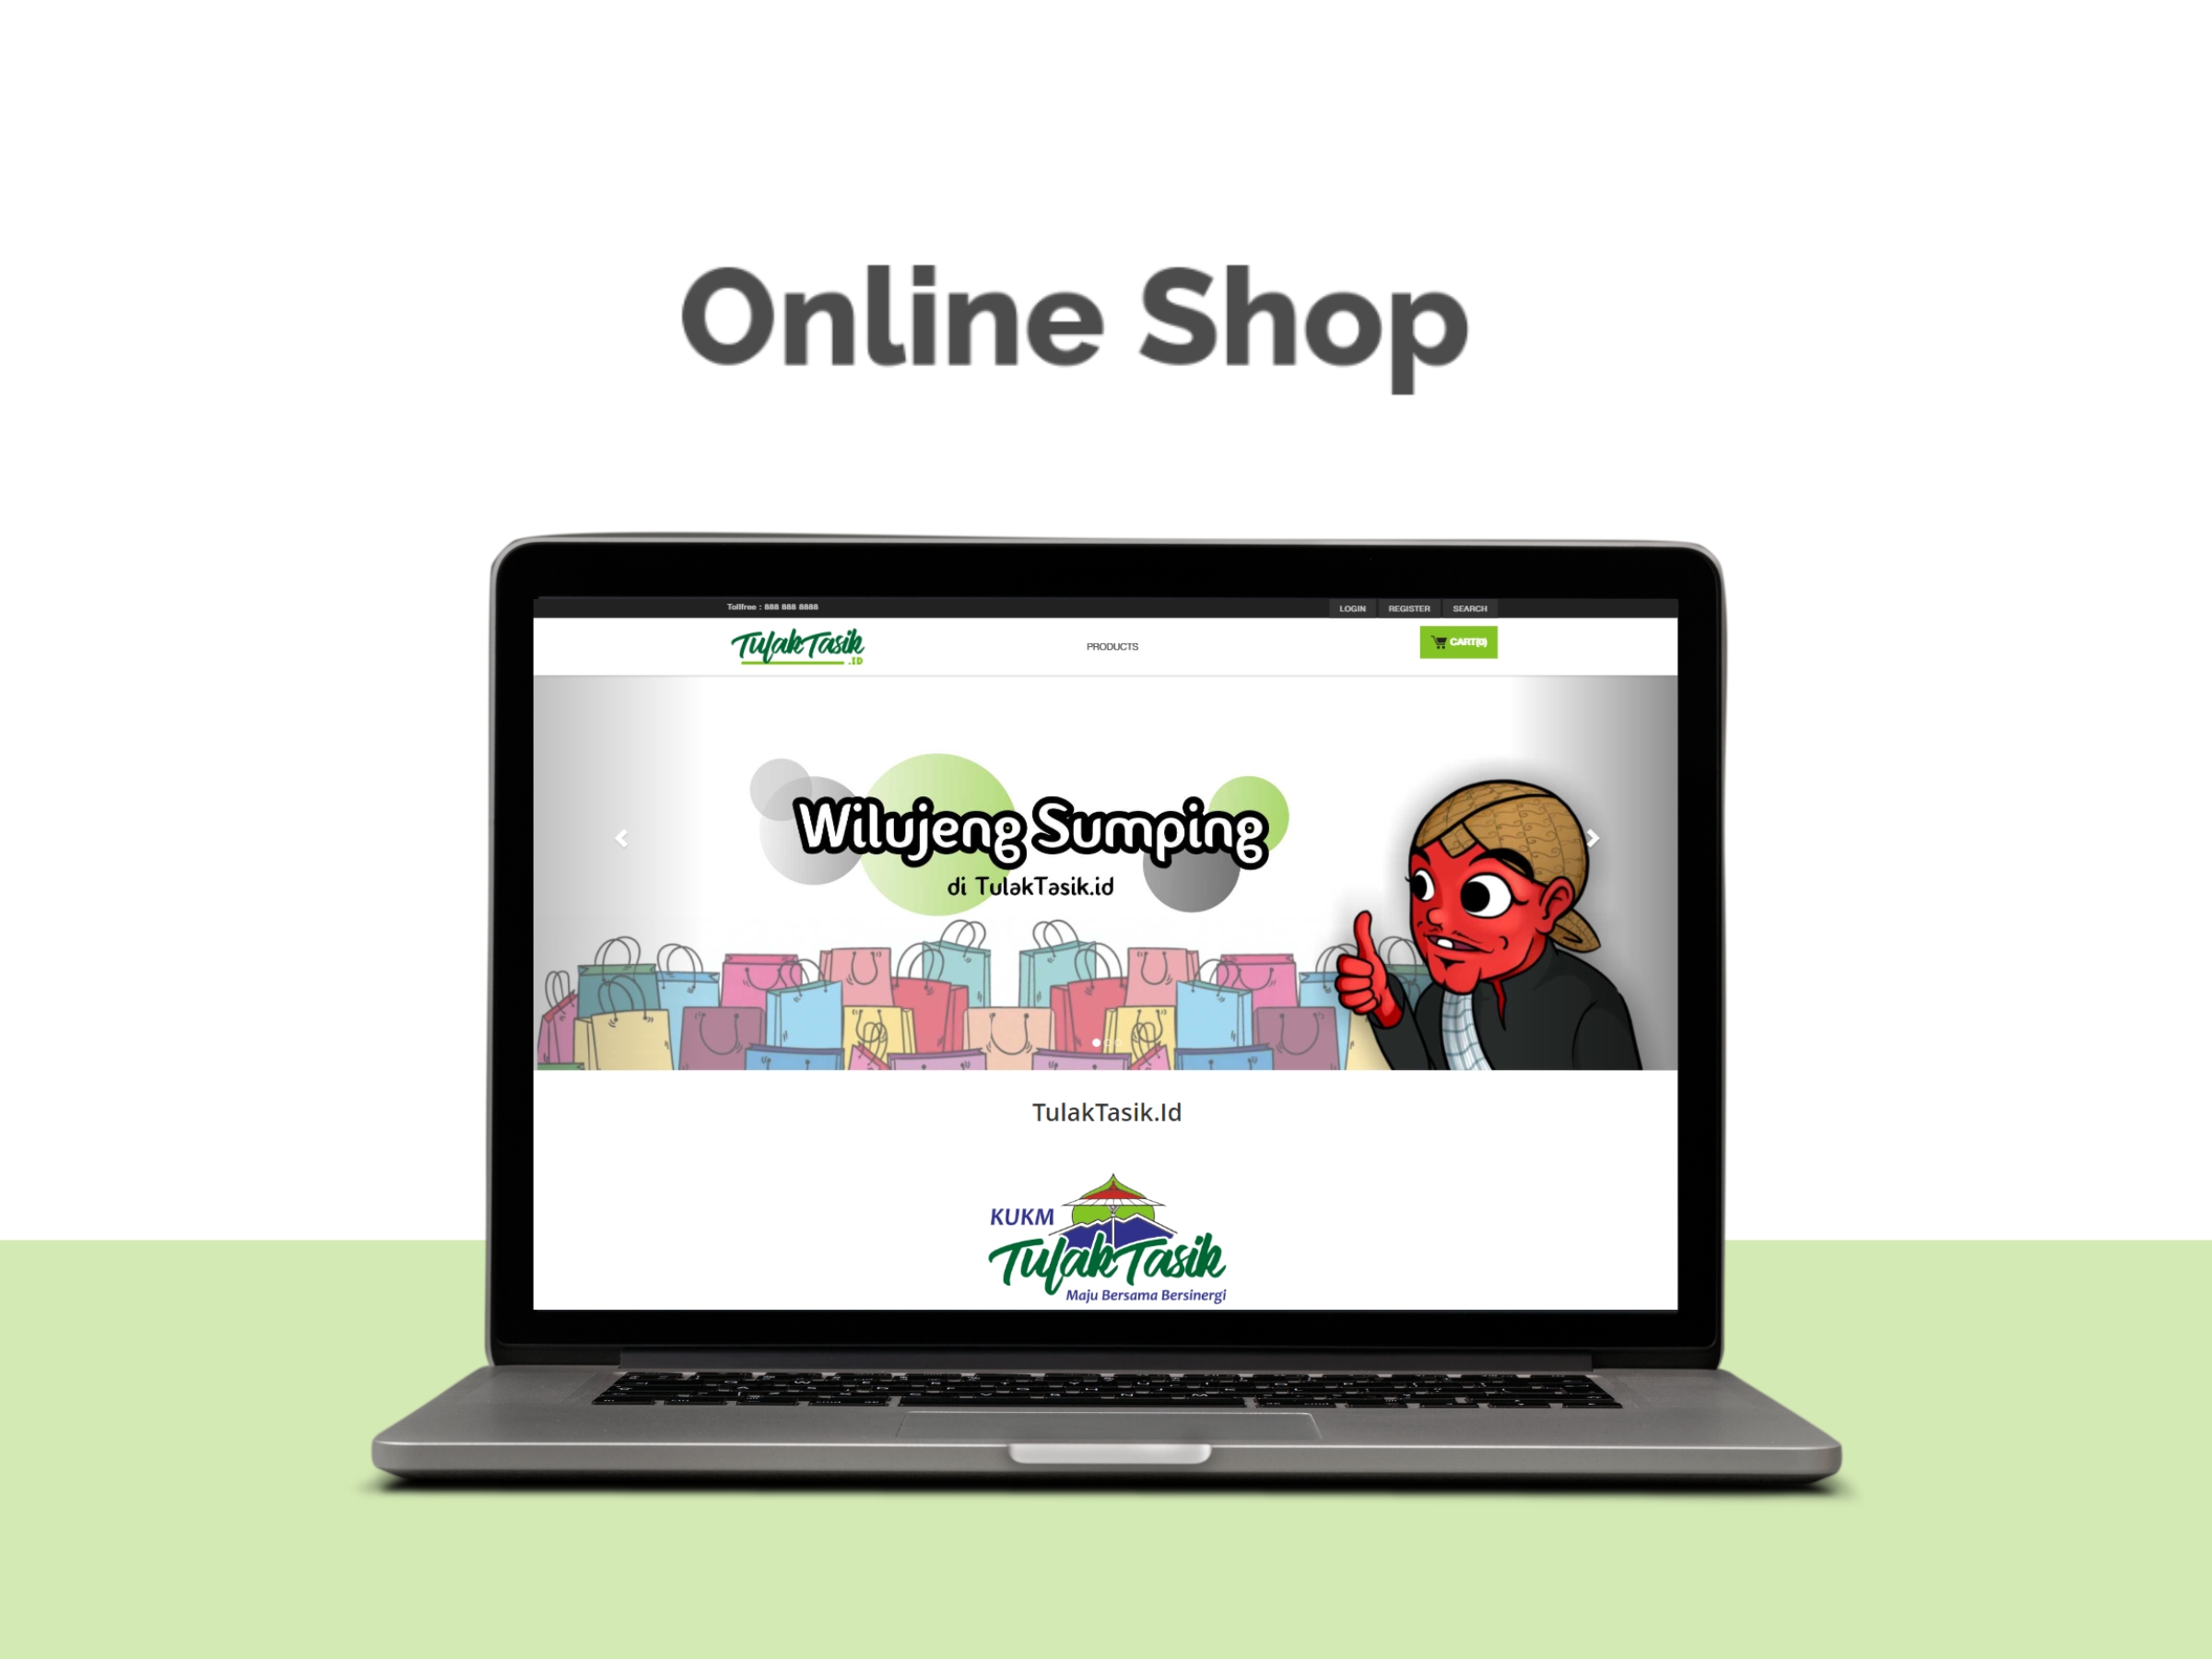 Online Shop
Tollfree : 888 888 8888
LOGIN REGISTER SEARCH
TulakTasik
.ID
PRODUCTS
CART(0)
Wilujeng Sumping
di TulakTasik.id
TulakTasik.Id
KUKM
TulakTasik
Maju Bersama Bersinergi